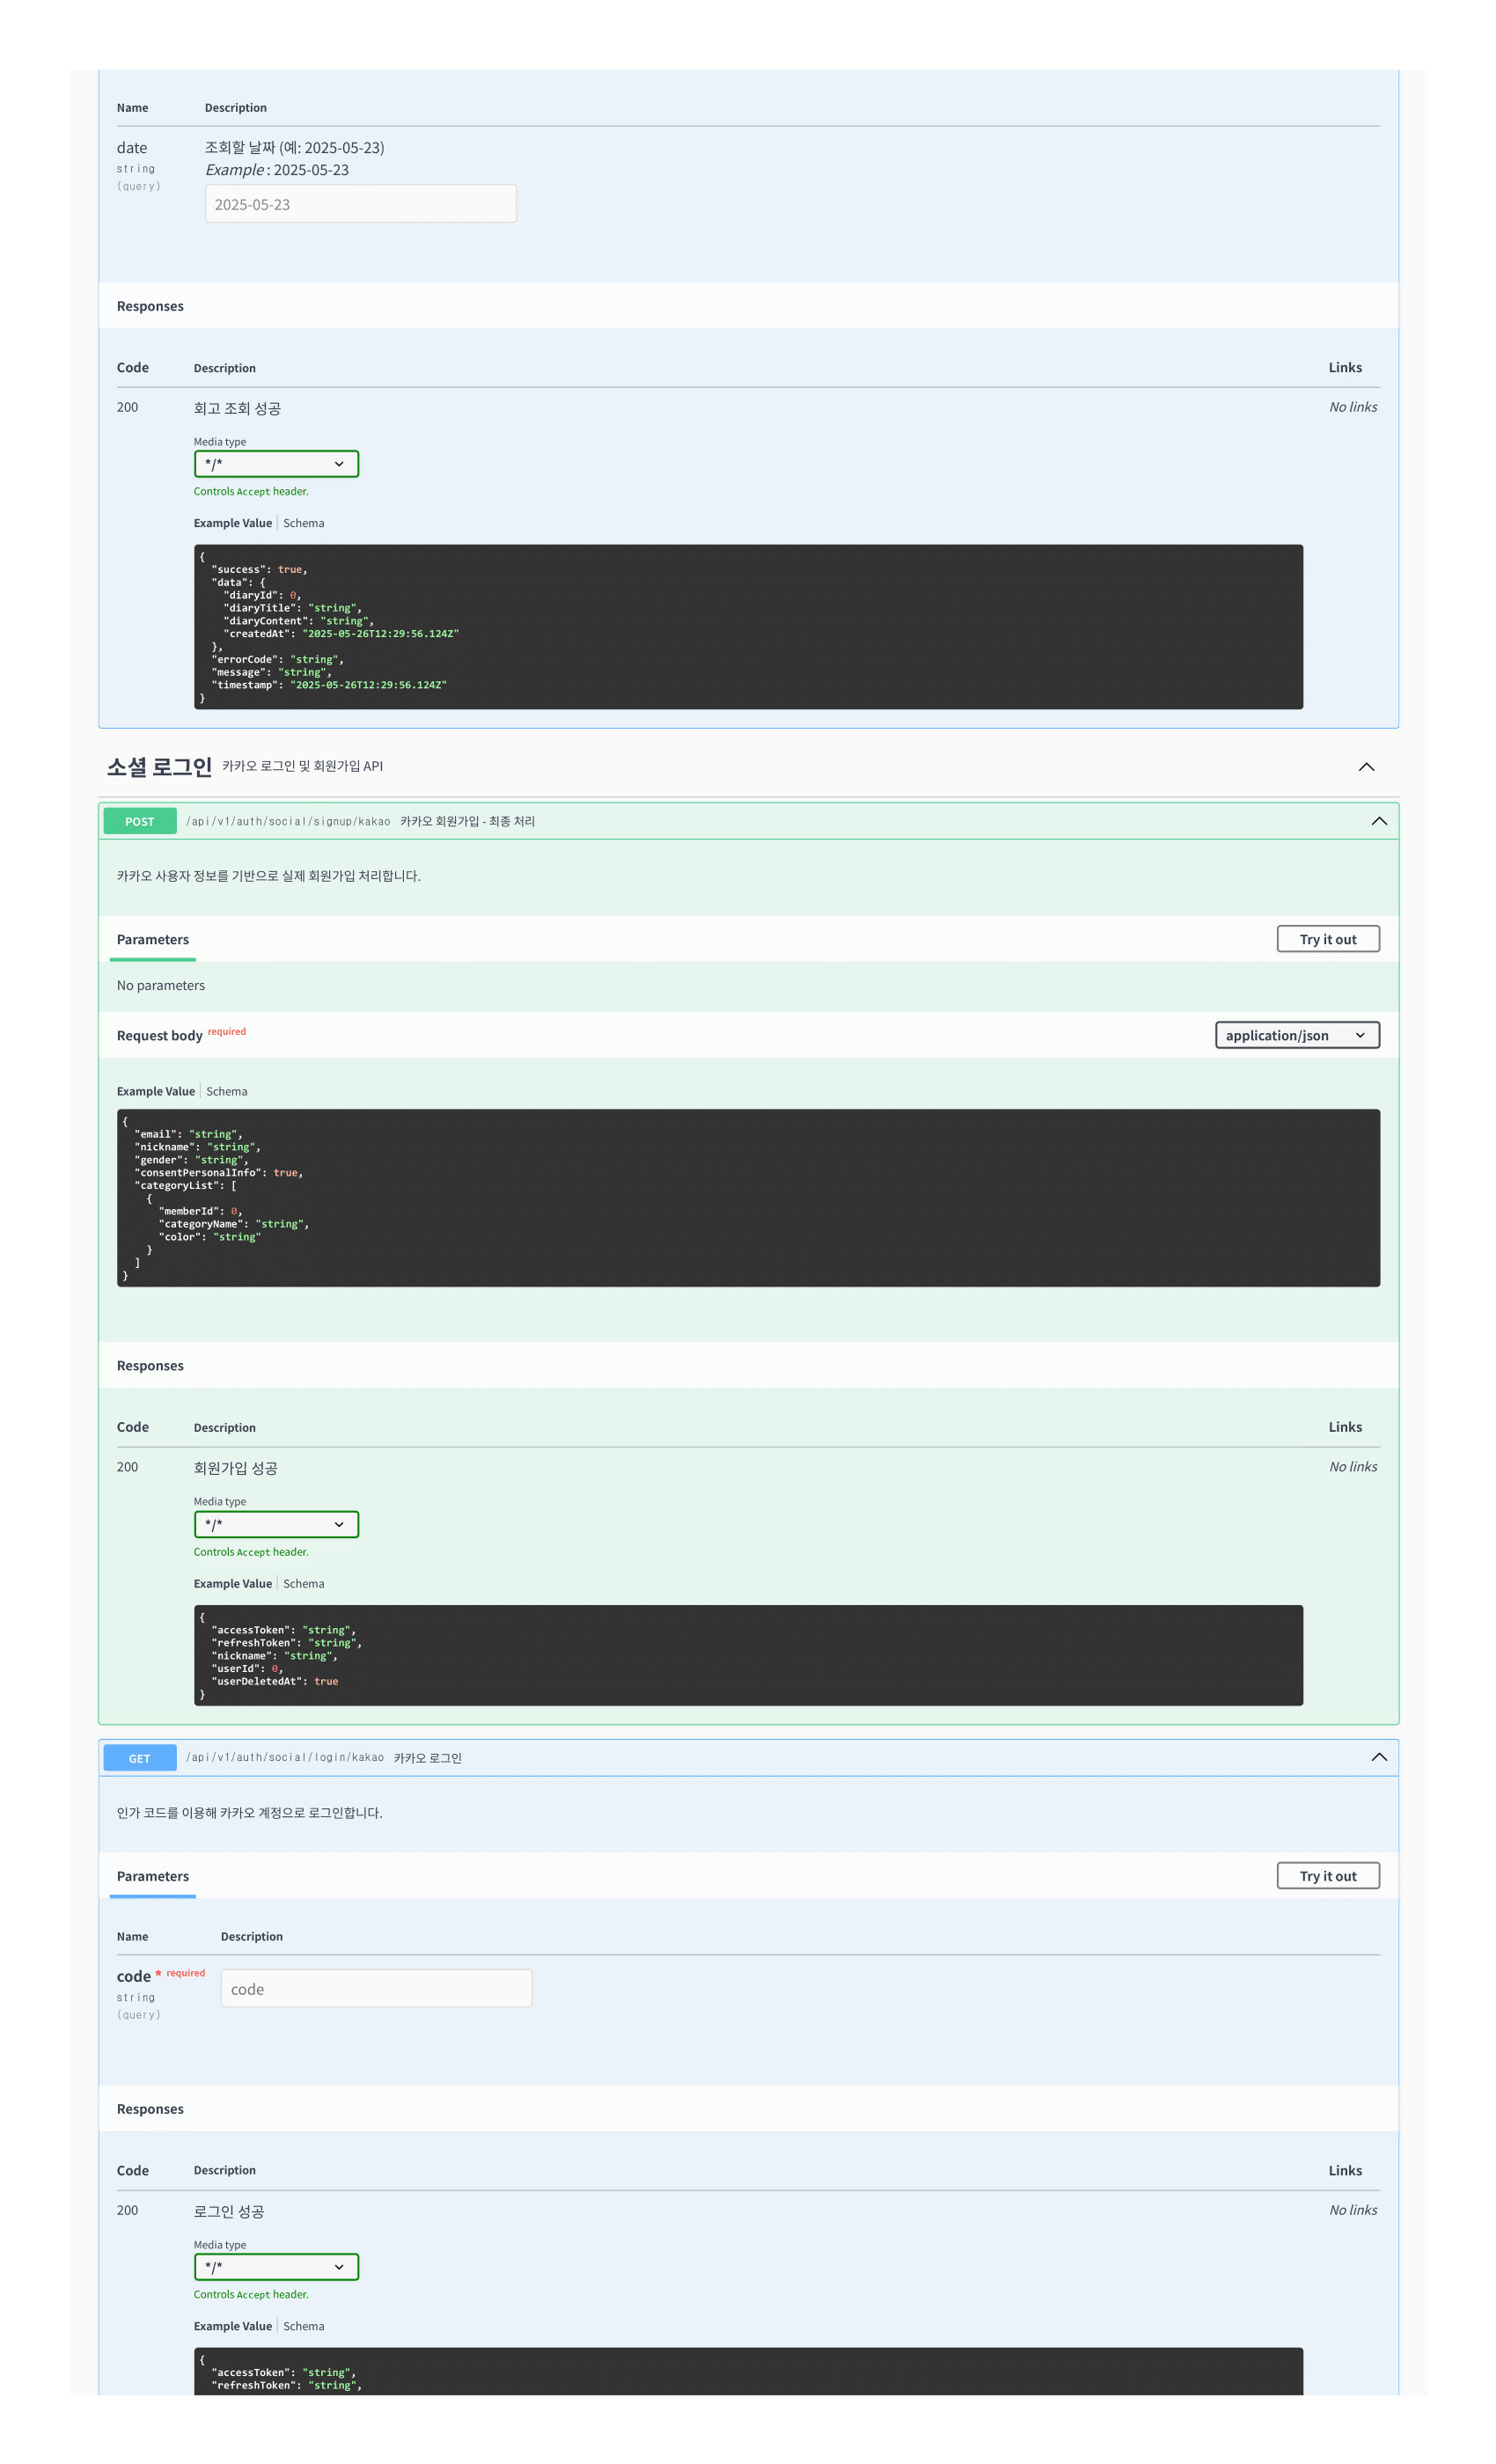 Name Description
date
string
(query)
조회할 날짜 (예: 2025-05-23)
Example : 2025-05-23
2025-05-23
Responses
Code Description Links
200 회고 조회 성공 No links
Media type
*/*
Controls Accept header.
Example Value Schema
{
  "success": true,
  "data": {
    "diaryId": 0,
    "diaryTitle": "string",
    "diaryContent": "string",
    "createdAt": "2025-05-26T12:29:56.124Z"
  },
  "errorCode": "string",
  "message": "string",
  "timestamp": "2025-05-26T12:29:56.124Z"
}
소셜 로그인 카카오 로그인 및 회원가입 API
POST /api/v1/auth/social/signup/kakao 카카오 회원가입 - 최종 처리
카카오 사용자 정보를 기반으로 실제 회원가입 처리합니다.
Parameters Try it out
No parameters
Request body required application/json
Example Value Schema
{
  "email": "string",
  "nickname": "string",
  "gender": "string",
  "consentPersonalInfo": true,
  "categoryList": [
    {
      "memberId": 0,
      "categoryName": "string",
      "color": "string"
    }
  ]
}
Responses
Code Description Links
200 회원가입 성공 No links
Media type
*/*
Controls Accept header.
Example Value Schema
{
  "accessToken": "string",
  "refreshToken": "string",
  "nickname": "string",
  "userId": 0,
  "userDeletedAt": true
}
GET /api/v1/auth/social/login/kakao 카카오 로그인
인가 코드를 이용해 카카오 계정으로 로그인합니다.
Parameters Try it out
Name Description
code * required
string
(query)
code
Responses
Code Description Links
200 로그인 성공 No links
Media type
*/*
Controls Accept header.
Example Value Schema
{
  "accessToken": "string",
  "refreshToken": "string",